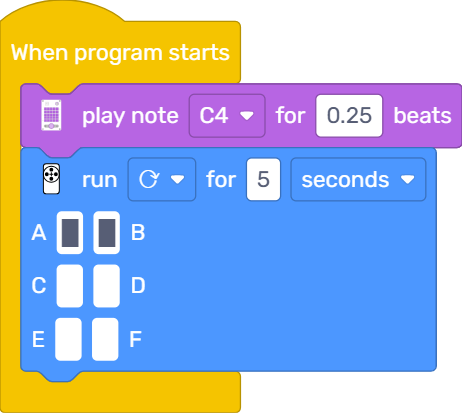 When program starts
play note C4 for 0.25 beats
run for 5 seconds
A B
C D
E F